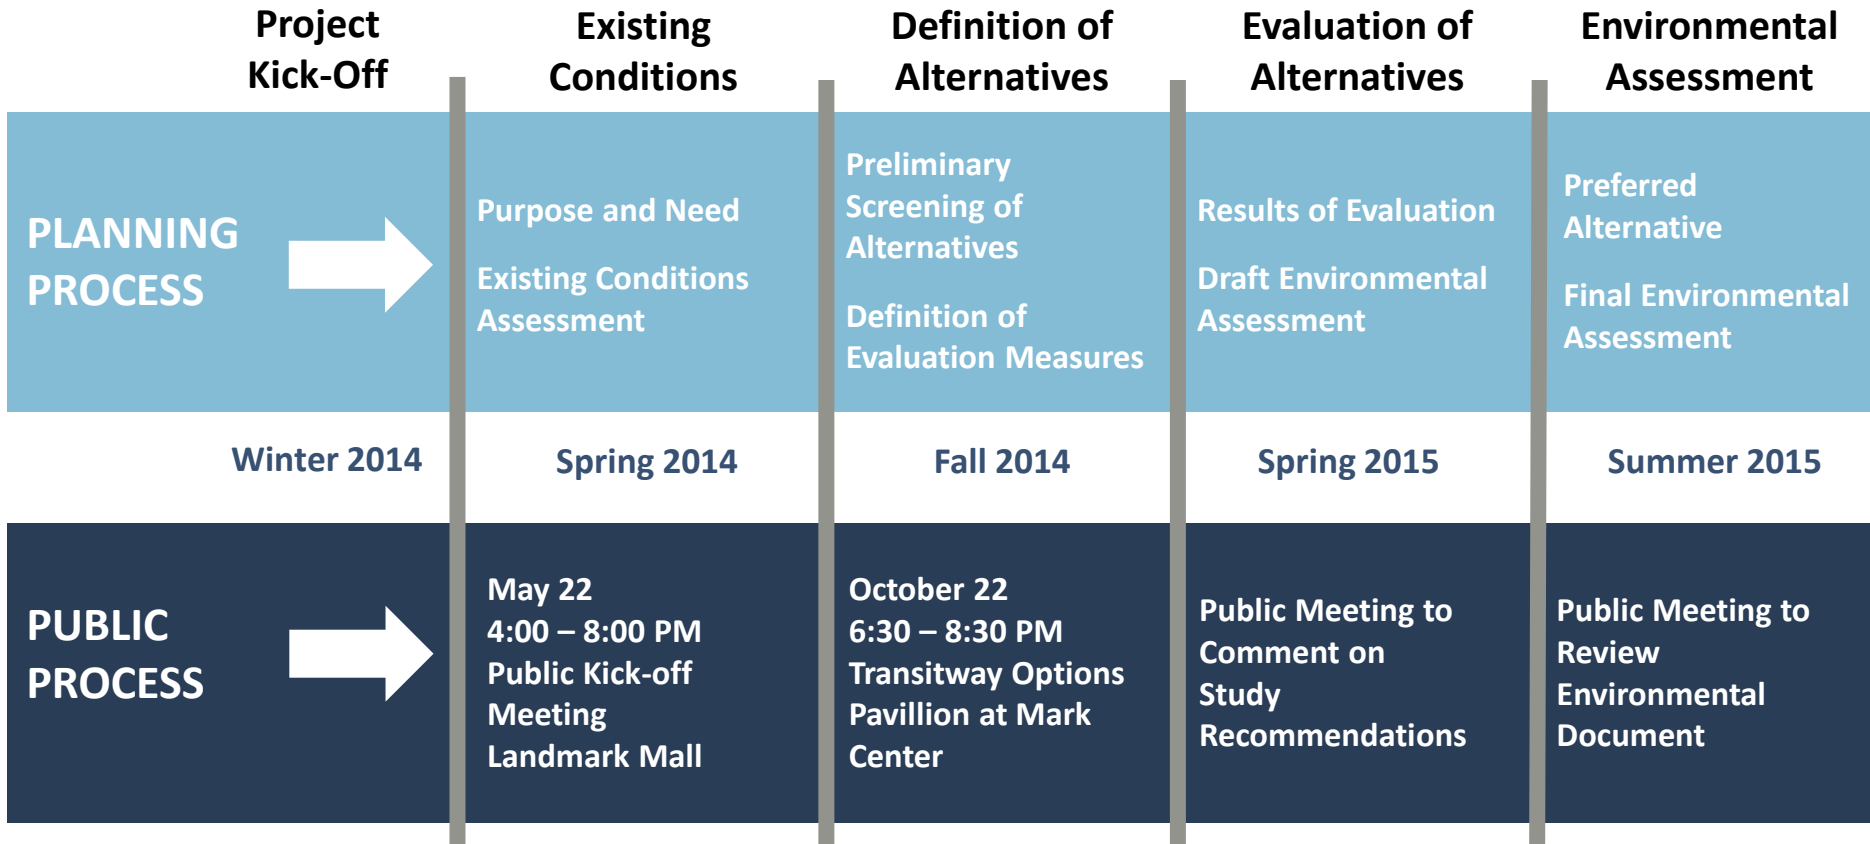 Project
Kick-Off
Existing
Conditions
Definition of
Alternatives
Evaluation of
Alternatives
Environmental
Assessment
PLANNING
PROCESS
Purpose and Need
Existing Conditions
Assessment
Preliminary
Screening of
Alternatives
Definition of
Evaluation Measures
Results of Evaluation
Draft Environmental
Assessment
Preferred
Alternative
Final Environmental
Assessment
Winter 2014
Spring 2014
Fall 2014
Spring 2015
Summer 2015
PUBLIC
PROCESS
May 22
4:00 – 8:00 PM
Public Kick-off
Meeting
Landmark Mall
October 22
6:30 – 8:30 PM
Transitway Options
Pavillion at Mark
Center
Public Meeting to
Comment on
Study
Recommendations
Public Meeting to
Review
Environmental
Document